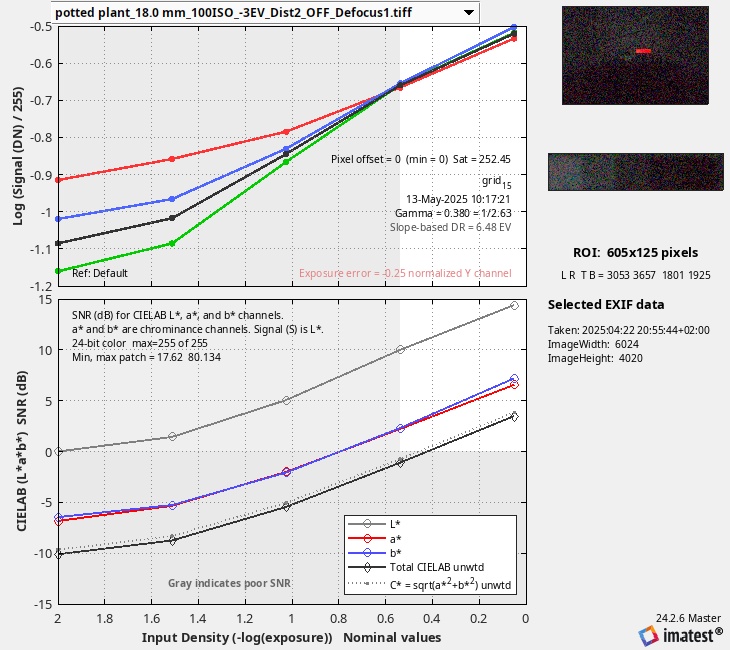 potted plant_18.0 mm_100ISO_-3EV_Dist2_OFF_Defocus1.tiff
-0.5
-0.6
-0.7
-0.8
-0.9
-1
-1.1
-1.2
Log (Signal (DN) / 255)
Pixel offset = 0 (min = 0) Sat = 252.45
grid15
13-May-2025 10:17:21
Gamma = 0.380 = 1/2.63
Slope-based DR = 6.48 EV
Ref: Default
Exposure error = -0.25 normalized Y channel
15
10
5
0
-5
-10
-15
CIELAB (L*a*b*) SNR (dB)
SNR (dB) for CIELAB L*, a*, and b* channels.
a* and b* are chrominance channels. Signal (S) is L*.
24-bit color max=255 of 255
Min, max patch = 17.62 80.134
L*
a*
b*
Total CIELAB unwtd
C* = sqrt(a*2+b*2) unwtd
Gray indicates poor SNR
2 1.8 1.6 1.4 1.2 1 0.8 0.6 0.4 0.2 0
Input Density (-log(exposure)) Nominal values
ROI: 605x125 pixels
L R T B = 3053 3657 1801 1925
Selected EXIF data
Taken: 2025:04:22 20:55:44+02:00
ImageWidth: 6024
ImageHeight: 4020
24.2.6 Master
imatest®